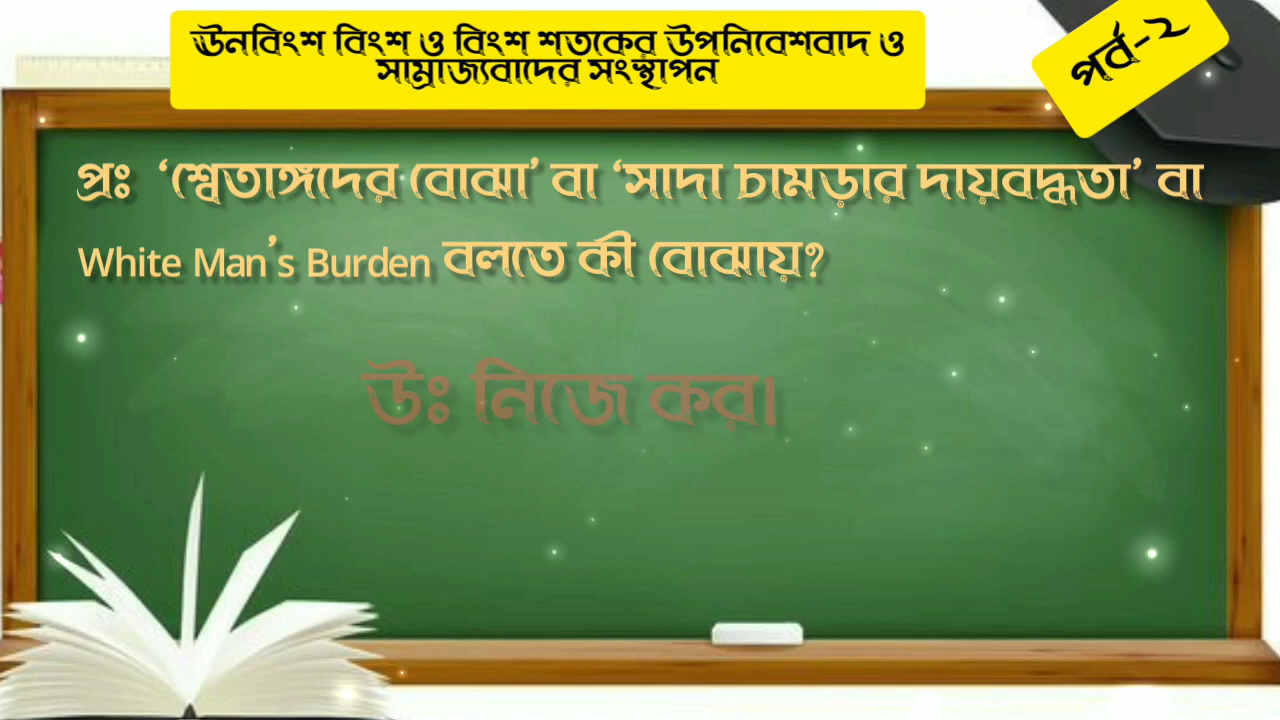 ঊনবিংশ বিংশ ও বিংশ শতকের উপনিবেশবাদ ও
সাম্রাজ্যবাদের সংস্থাপন
পর্ব-২
প্রঃ ‘শ্বেতাঙ্গদের বোঝা’ বা ‘সাদা চামড়ার দায়বদ্ধতা’ বা
White Man’s Burden বলতে কী বোঝায়?
উঃ নিজে কর।